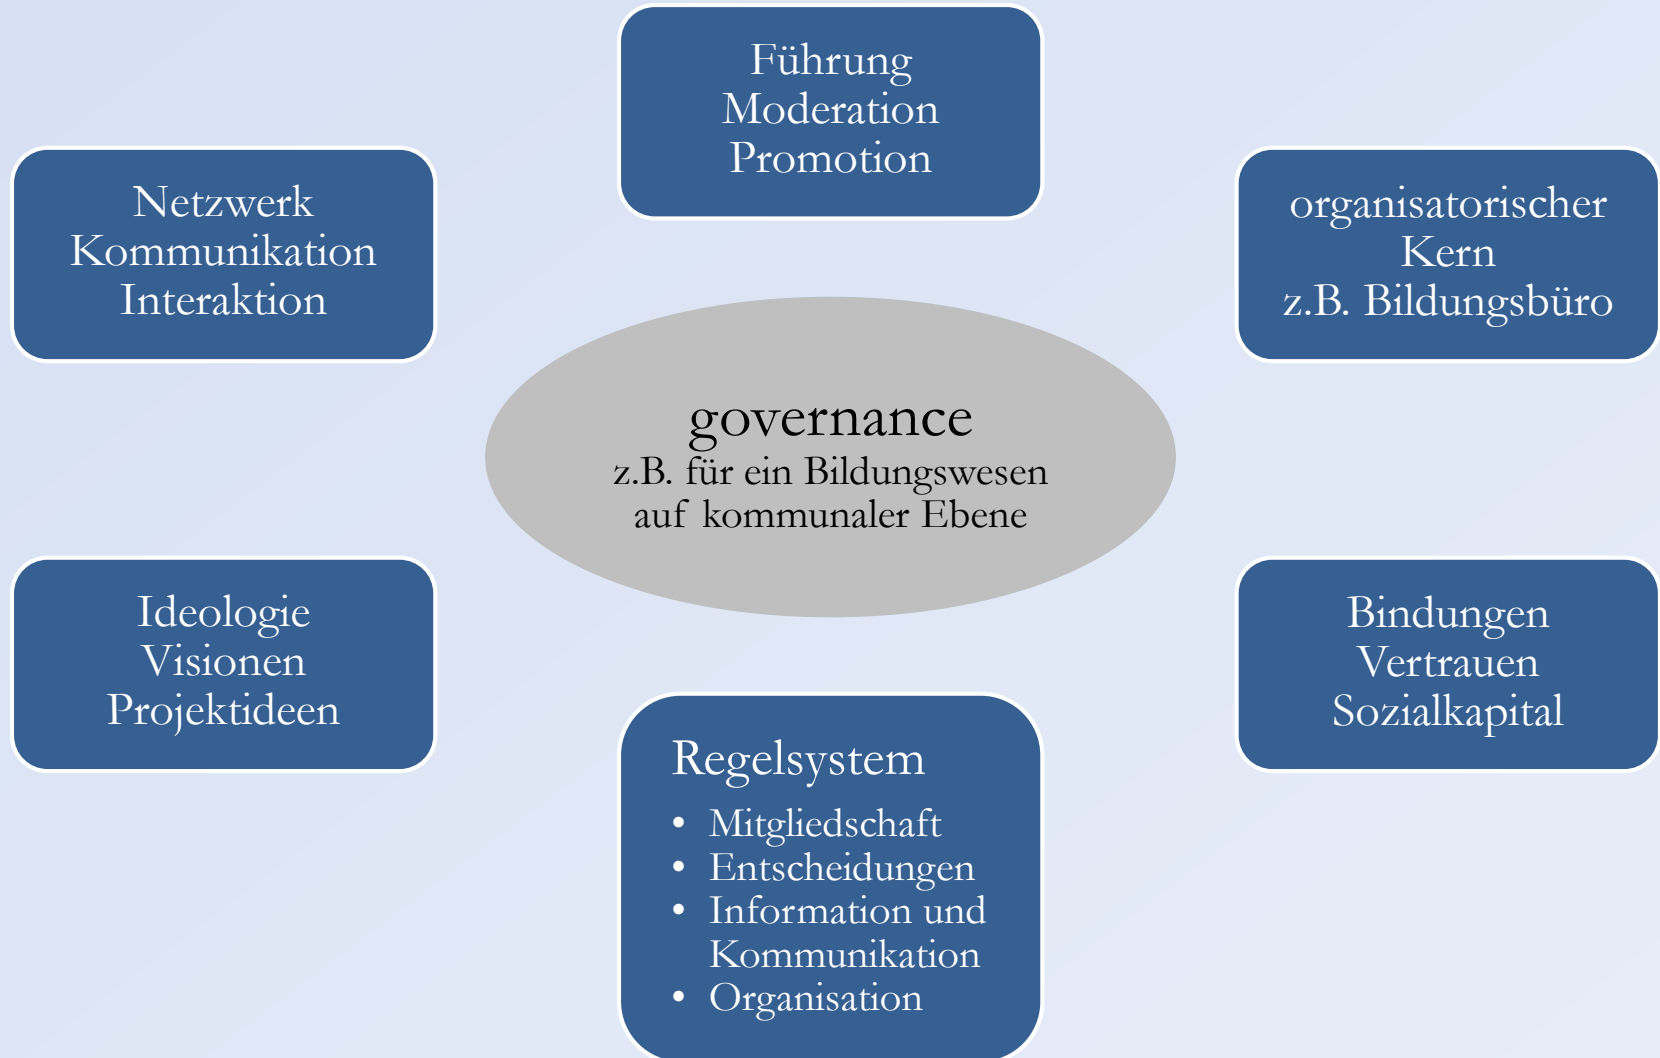 Führung
Moderation
Promotion
Netzwerk
Kommunikation
Interaktion
organisatorischer
Kern
z.B. Bildungsbüro
governance
z.B. für ein Bildungswesen
auf kommunaler Ebene
Ideologie
Visionen
Projektideen
Bindungen
Vertrauen
Sozialkapital
Regelsystem
• Mitgliedschaft
• Entscheidungen
• Information und
Kommunikation
• Organisation